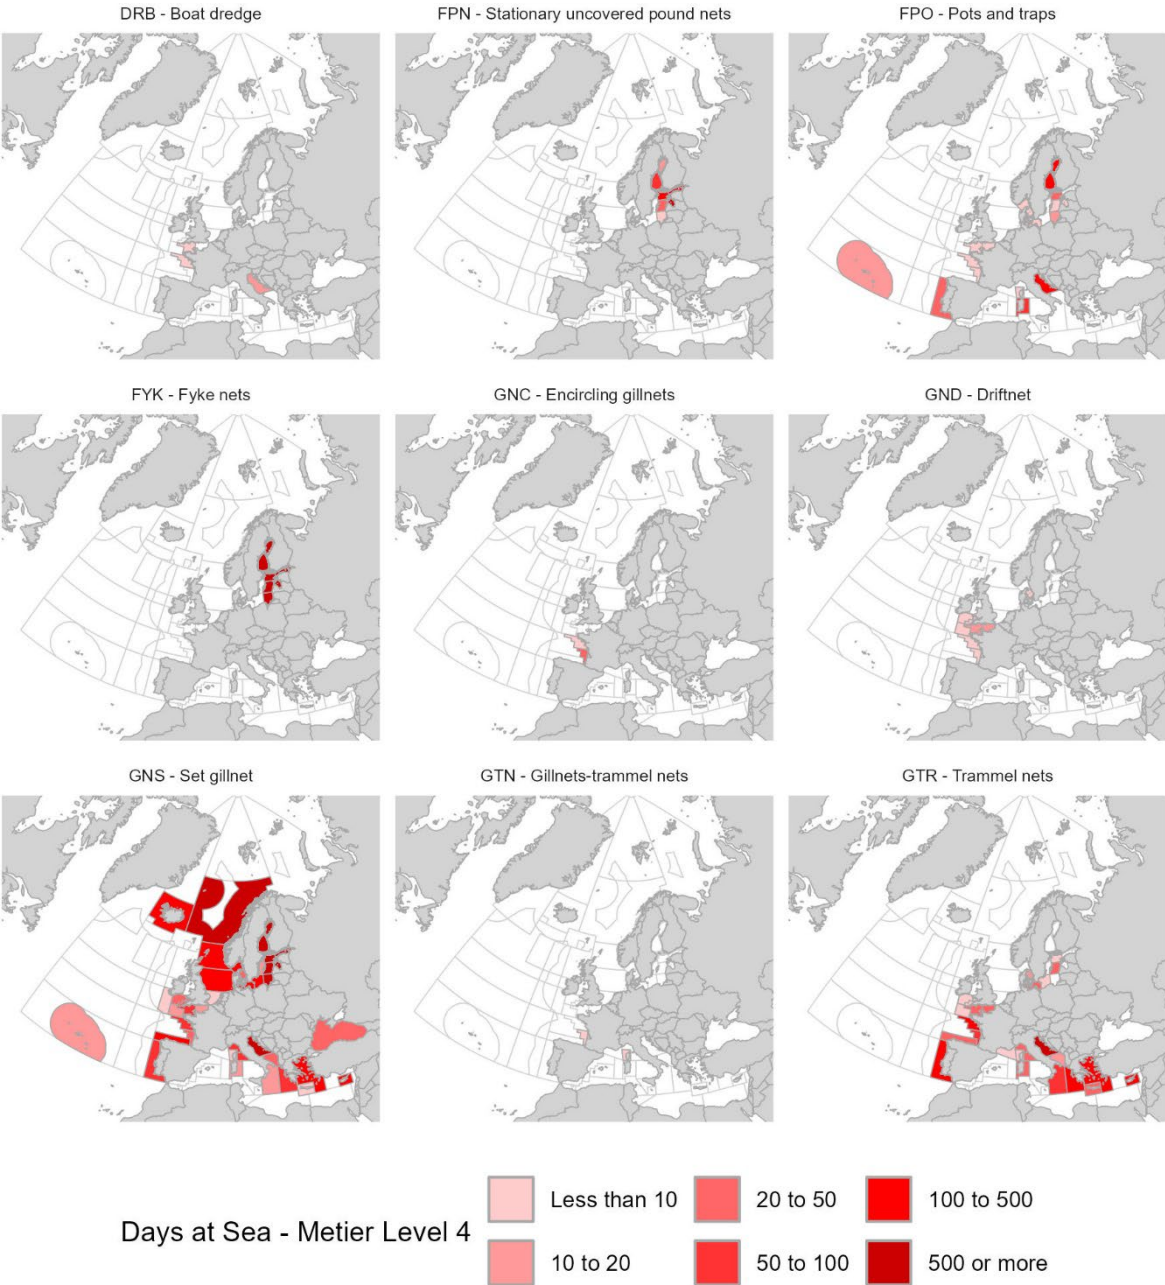 DRB - Boat dredge
FPN - Stationary uncovered pound nets
FPO - Pots and traps
FYK - Fyke nets
GNC - Encircling gillnets
GND - Driftnet
GNS - Set gillnet
GTN - Gillnets-trammel nets
GTR - Trammel nets
Days at Sea - Metier Level 4
Less than 10
20 to 50
100 to 500
10 to 20
50 to 100
500 or more